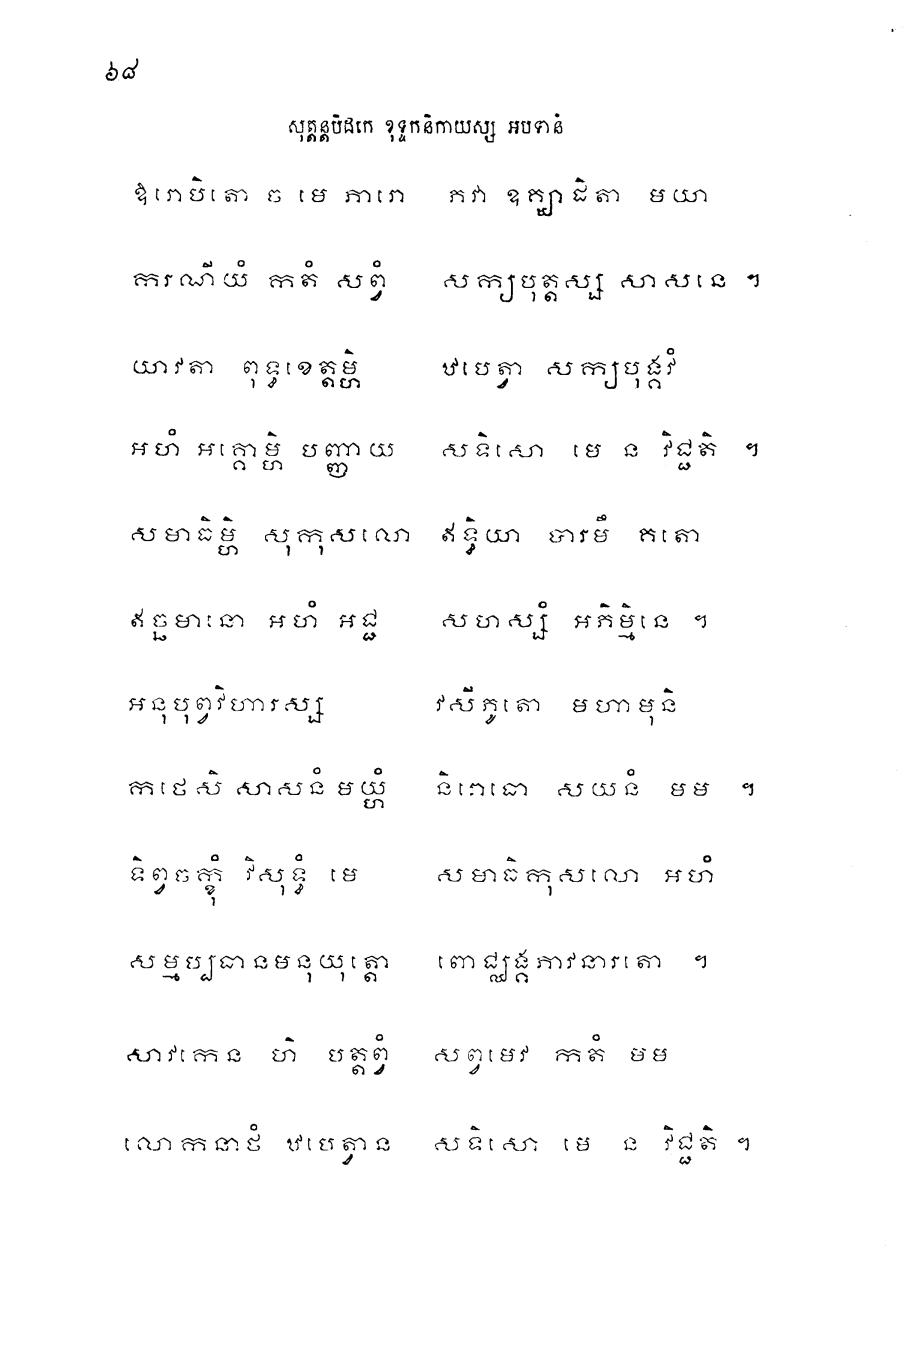 ៦៨
សុត្តន្តបិដកេ ខុទ្ទកនិកាយស្ស អបទានំ
ឱរោបិតោ ច មេ ភារោ ភវា ឧគ្ឃាដិតា មយា
ករណីយំ កតំ សព្វំ សក្យបុត្តស្ស សាសនេ ។
យាវតា ពុទ្ធខេត្តម្ហិ ឋបេត្វា សក្យបុង្គវំ
អហំ អគ្គោម្ហិ បញ្ញាយ សទិសោ មេ ន វិជ្ជតិ ។
សមាធិម្ហិ សុកុសលោ ឥទ្ធិយា បារមឹ គតោ
ឥច្ឆមានោ អហំ អជ្ជ សហស្សំ អភិម្មិនេ ។
អនុបុព្វវិហារស្ស វសីភូតោ មហាមុនិ
កថេសិ សាសនំ មយ្ហំ និរោធោ សយនំ មម ។
ទិព្វចក្ខុំ វិសុទ្ធំ មេ សមាធិកុសលោ អហំ
សម្មប្បធានមនុយុត្តោ ពោជ្ឈង្គភាវនារតោ ។
សាវកេន ហិ បត្តព្វំ សព្វមេវ កតំ មម
លោកនាថំ ឋបេត្វាន សទិសោ មេ ន វិជ្ជតិ ។